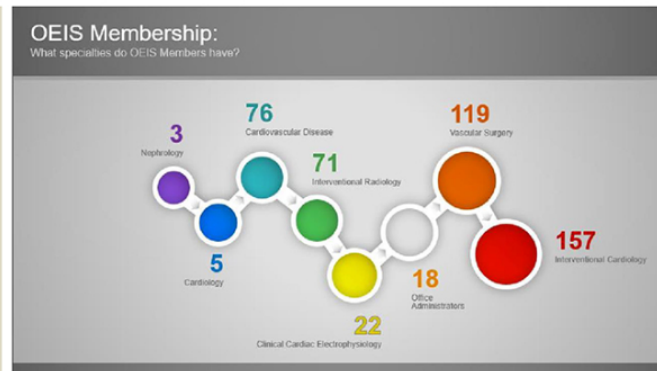 OEIS Membership:
What specialties do OEIS Members have?
76
Cardiovascular Disease
119
Vascular Surgery
3
Nephrology
71
Interventional Radiology
157
Interventional Cardiology
5
Cardiology
18
Office
Administrators
22
Clinical Cardiac Electrophysiology